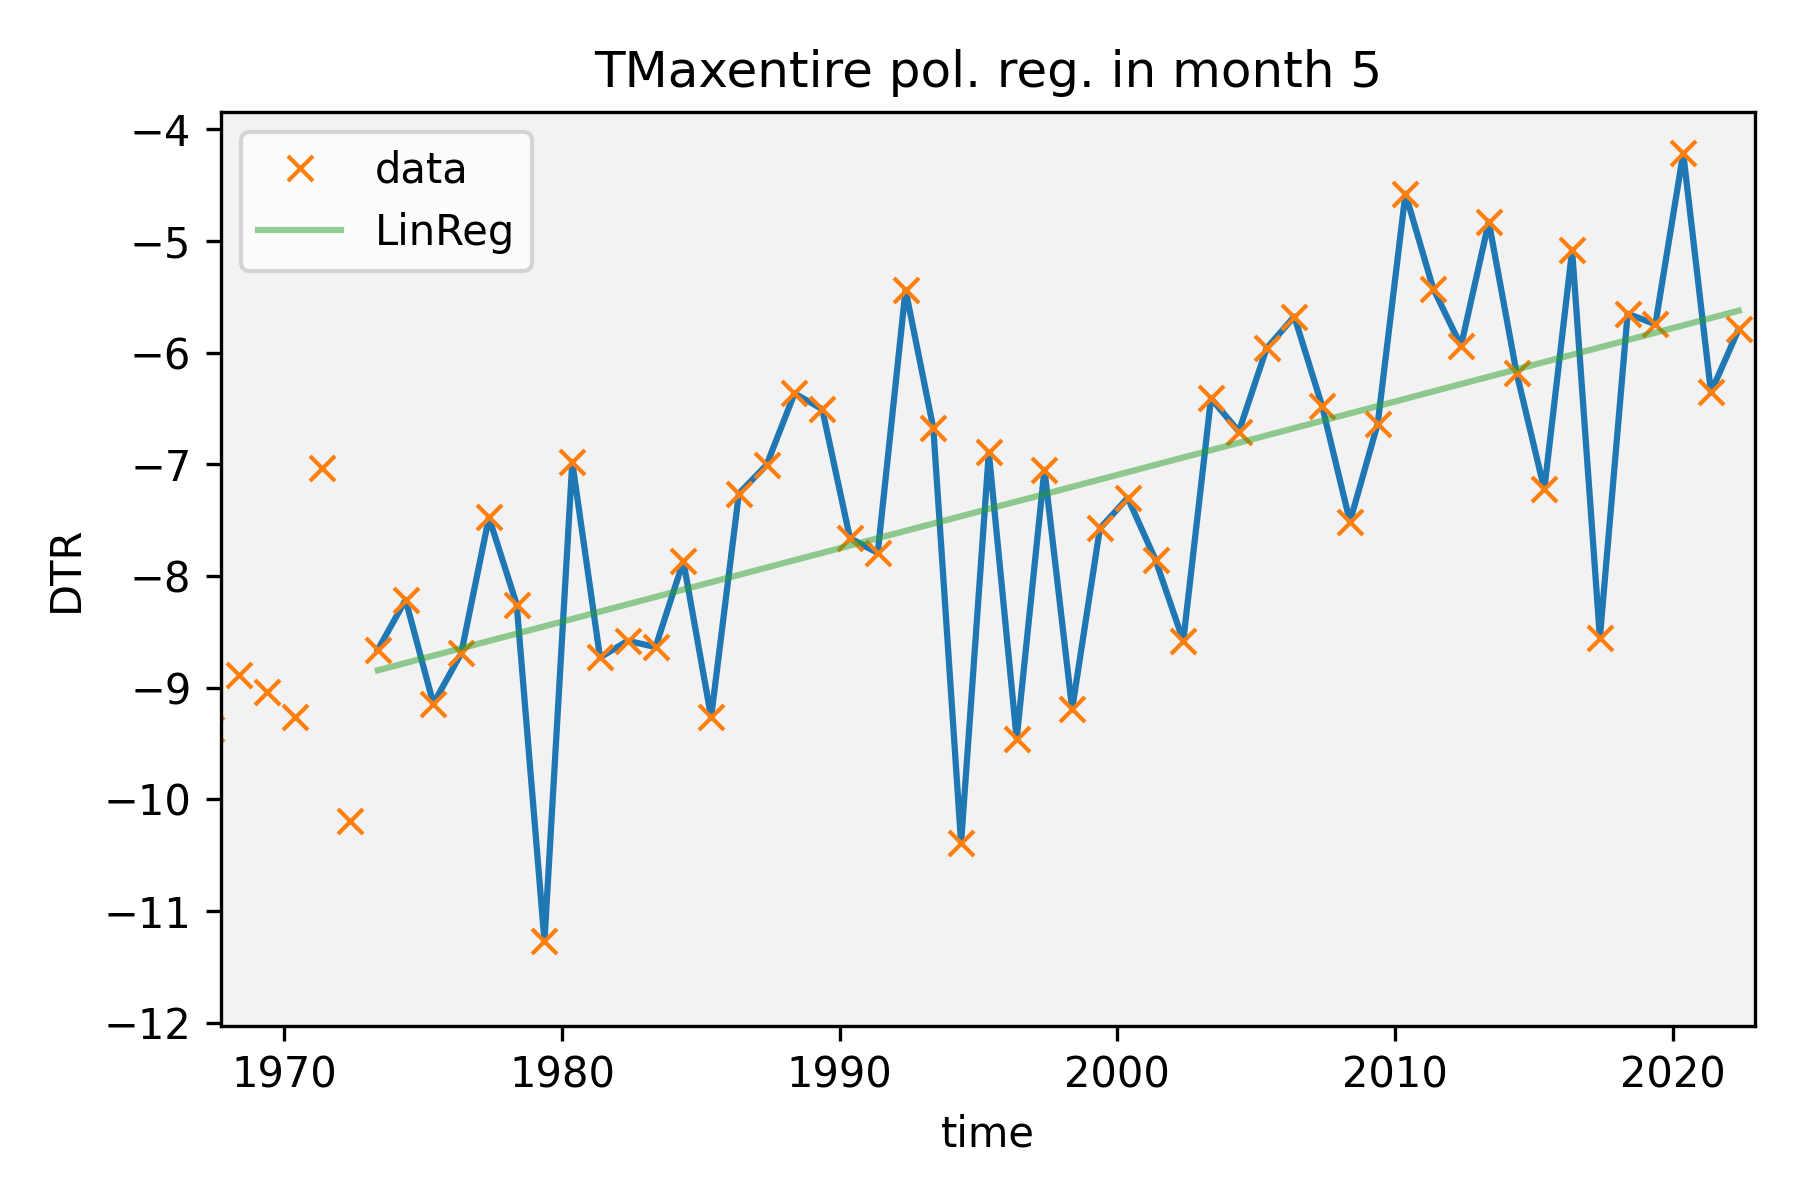 TMaxentire pol. reg. in month 5
data
LinReg
−4
−5
−6
−7
−8
−9
−10
−11
−12
DTR
1970 1980 1990 2000 2010 2020
time